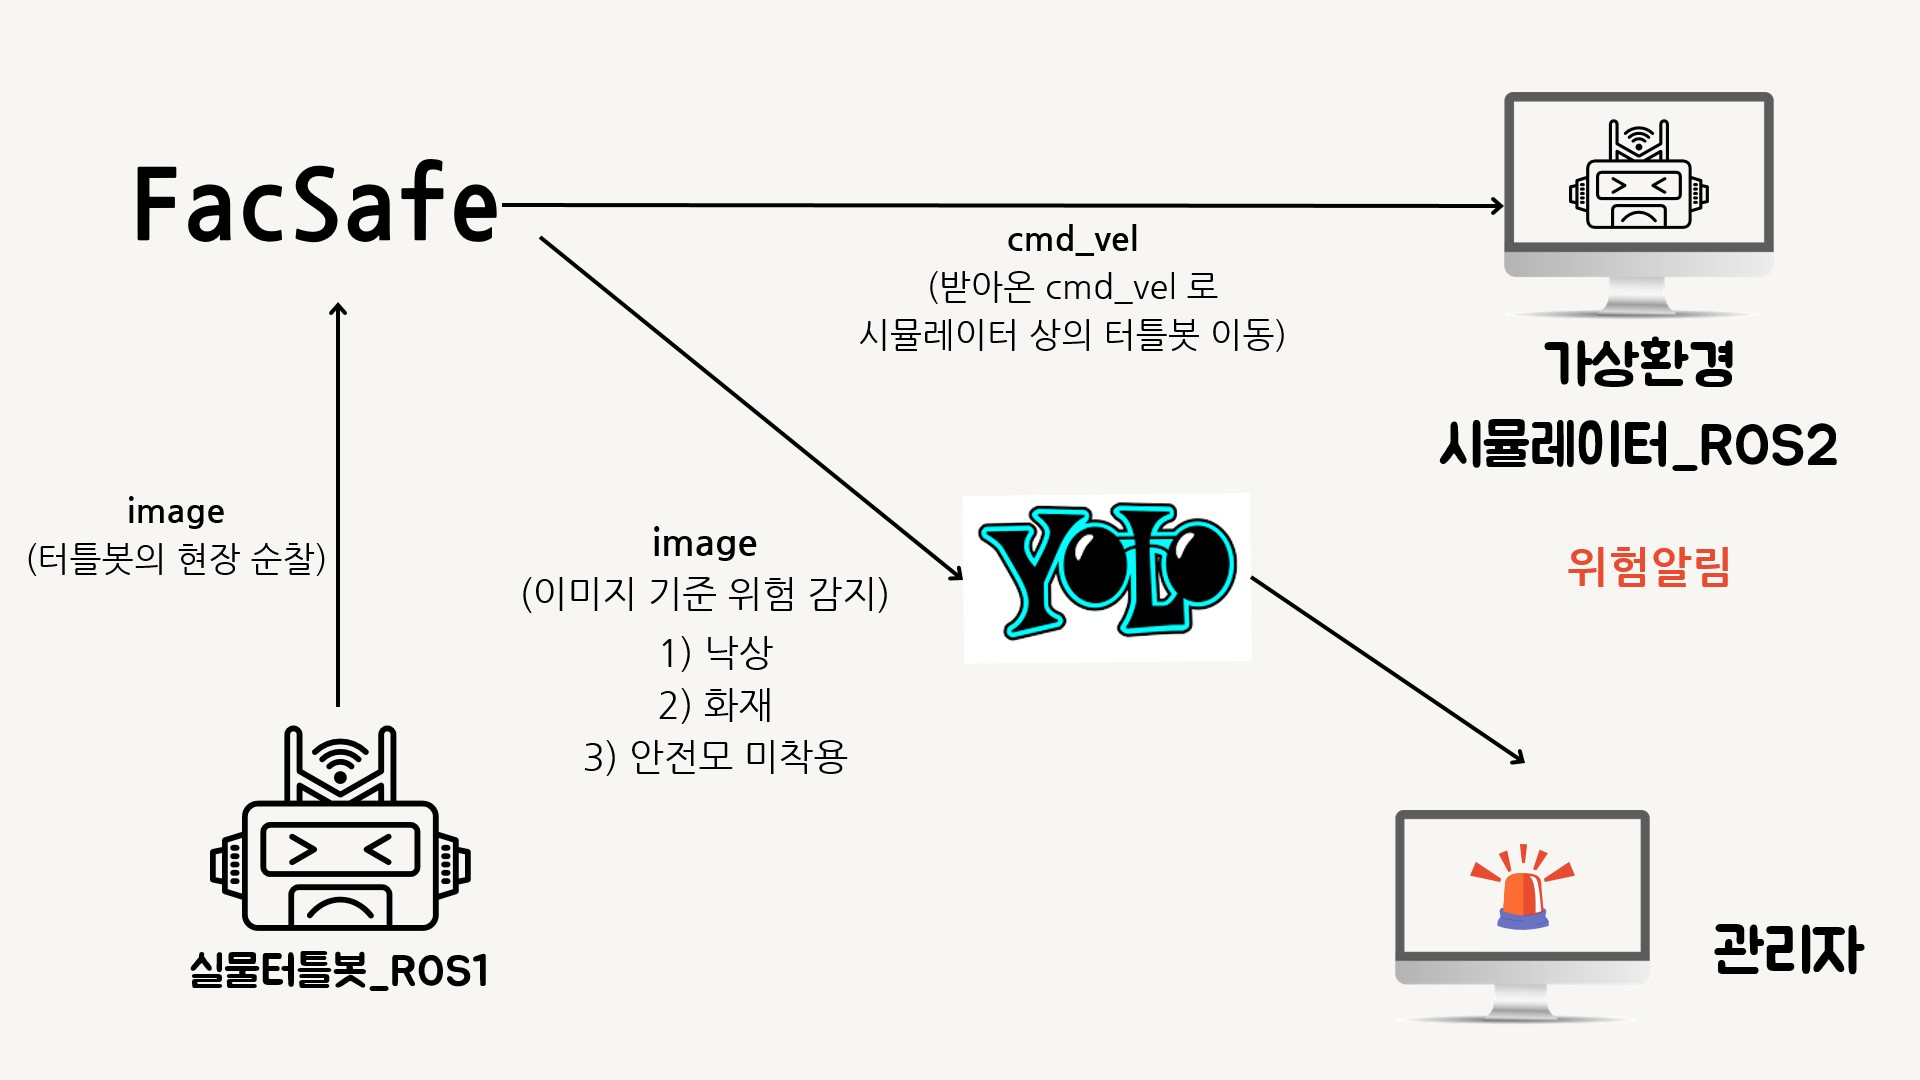 FacSafe
cmd_vel
(받아온 cmd_vel 로
시뮬레이터 상의 터틀봇 이동)
가상환경
시뮬레이터_ROS2
image
(터틀봇의 현장 순찰)
image
(이미지 기준 위험 감지)
1) 낙상
2) 화재
3) 안전모 미착용
YOLO
위험알림
실물터틀봇_ROS1
관리자